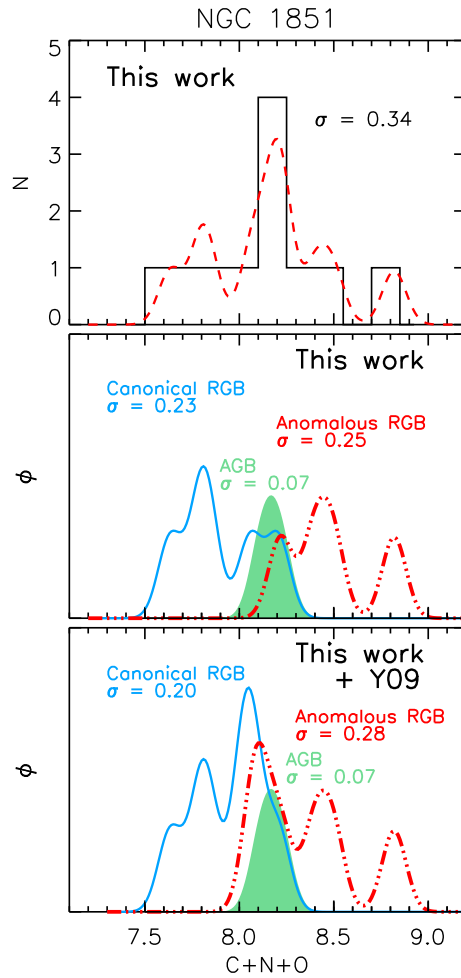 NGC 1851
This work
σ = 0.34
5
4
3
2
1
0
N
This work
Canonical RGB
σ = 0.23
Anomalous RGB
σ = 0.25
AGB
σ = 0.07
ϕ
This work
+ Y09
Canonical RGB
σ = 0.20
Anomalous RGB
σ = 0.28
AGB
σ = 0.07
ϕ
7.5 8.0 8.5 9.0
C+N+O